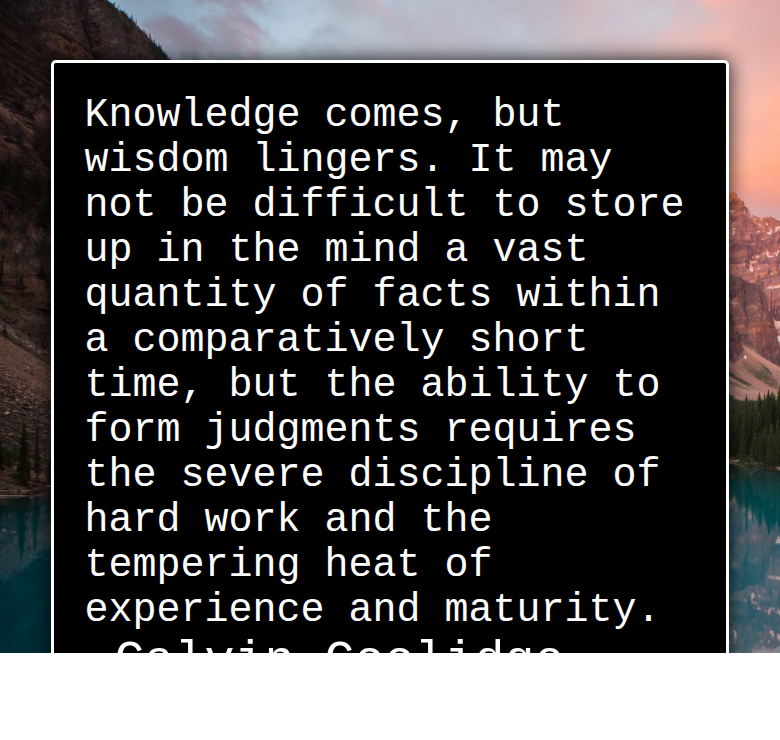 Knowledge comes, but
wisdom lingers. It may
not be difficult to store
up in the mind a vast
quantity of facts within
a comparatively short
time, but the ability to
form judgments requires
the severe discipline of
hard work and the
tempering heat of
experience and maturity.
Calvin Coolidge